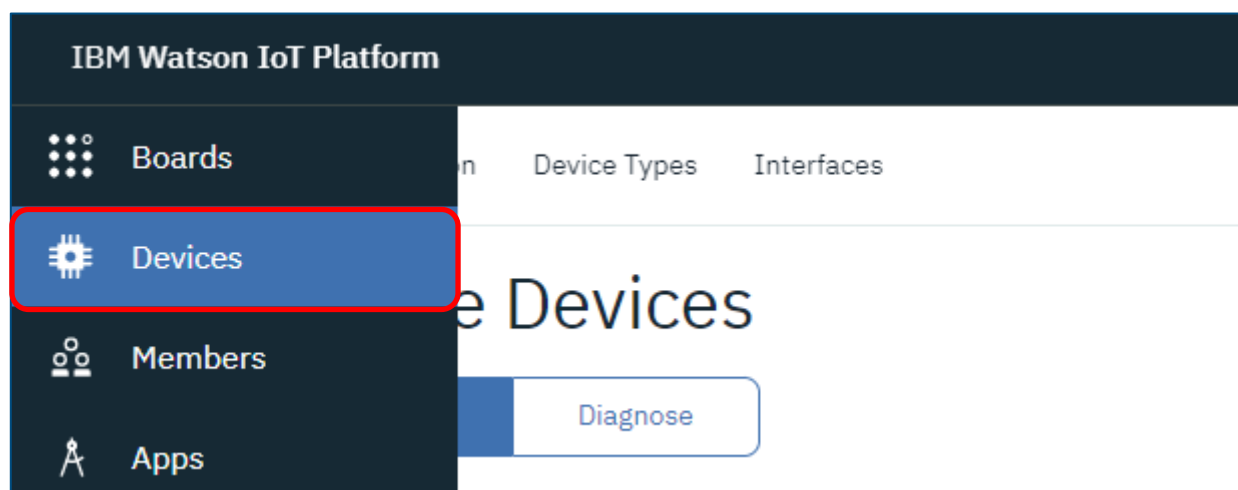 IBM Watson IoT Platform
Boards
n Device Types Interfaces
Devices
e Devices
Members
Diagnose
Apps